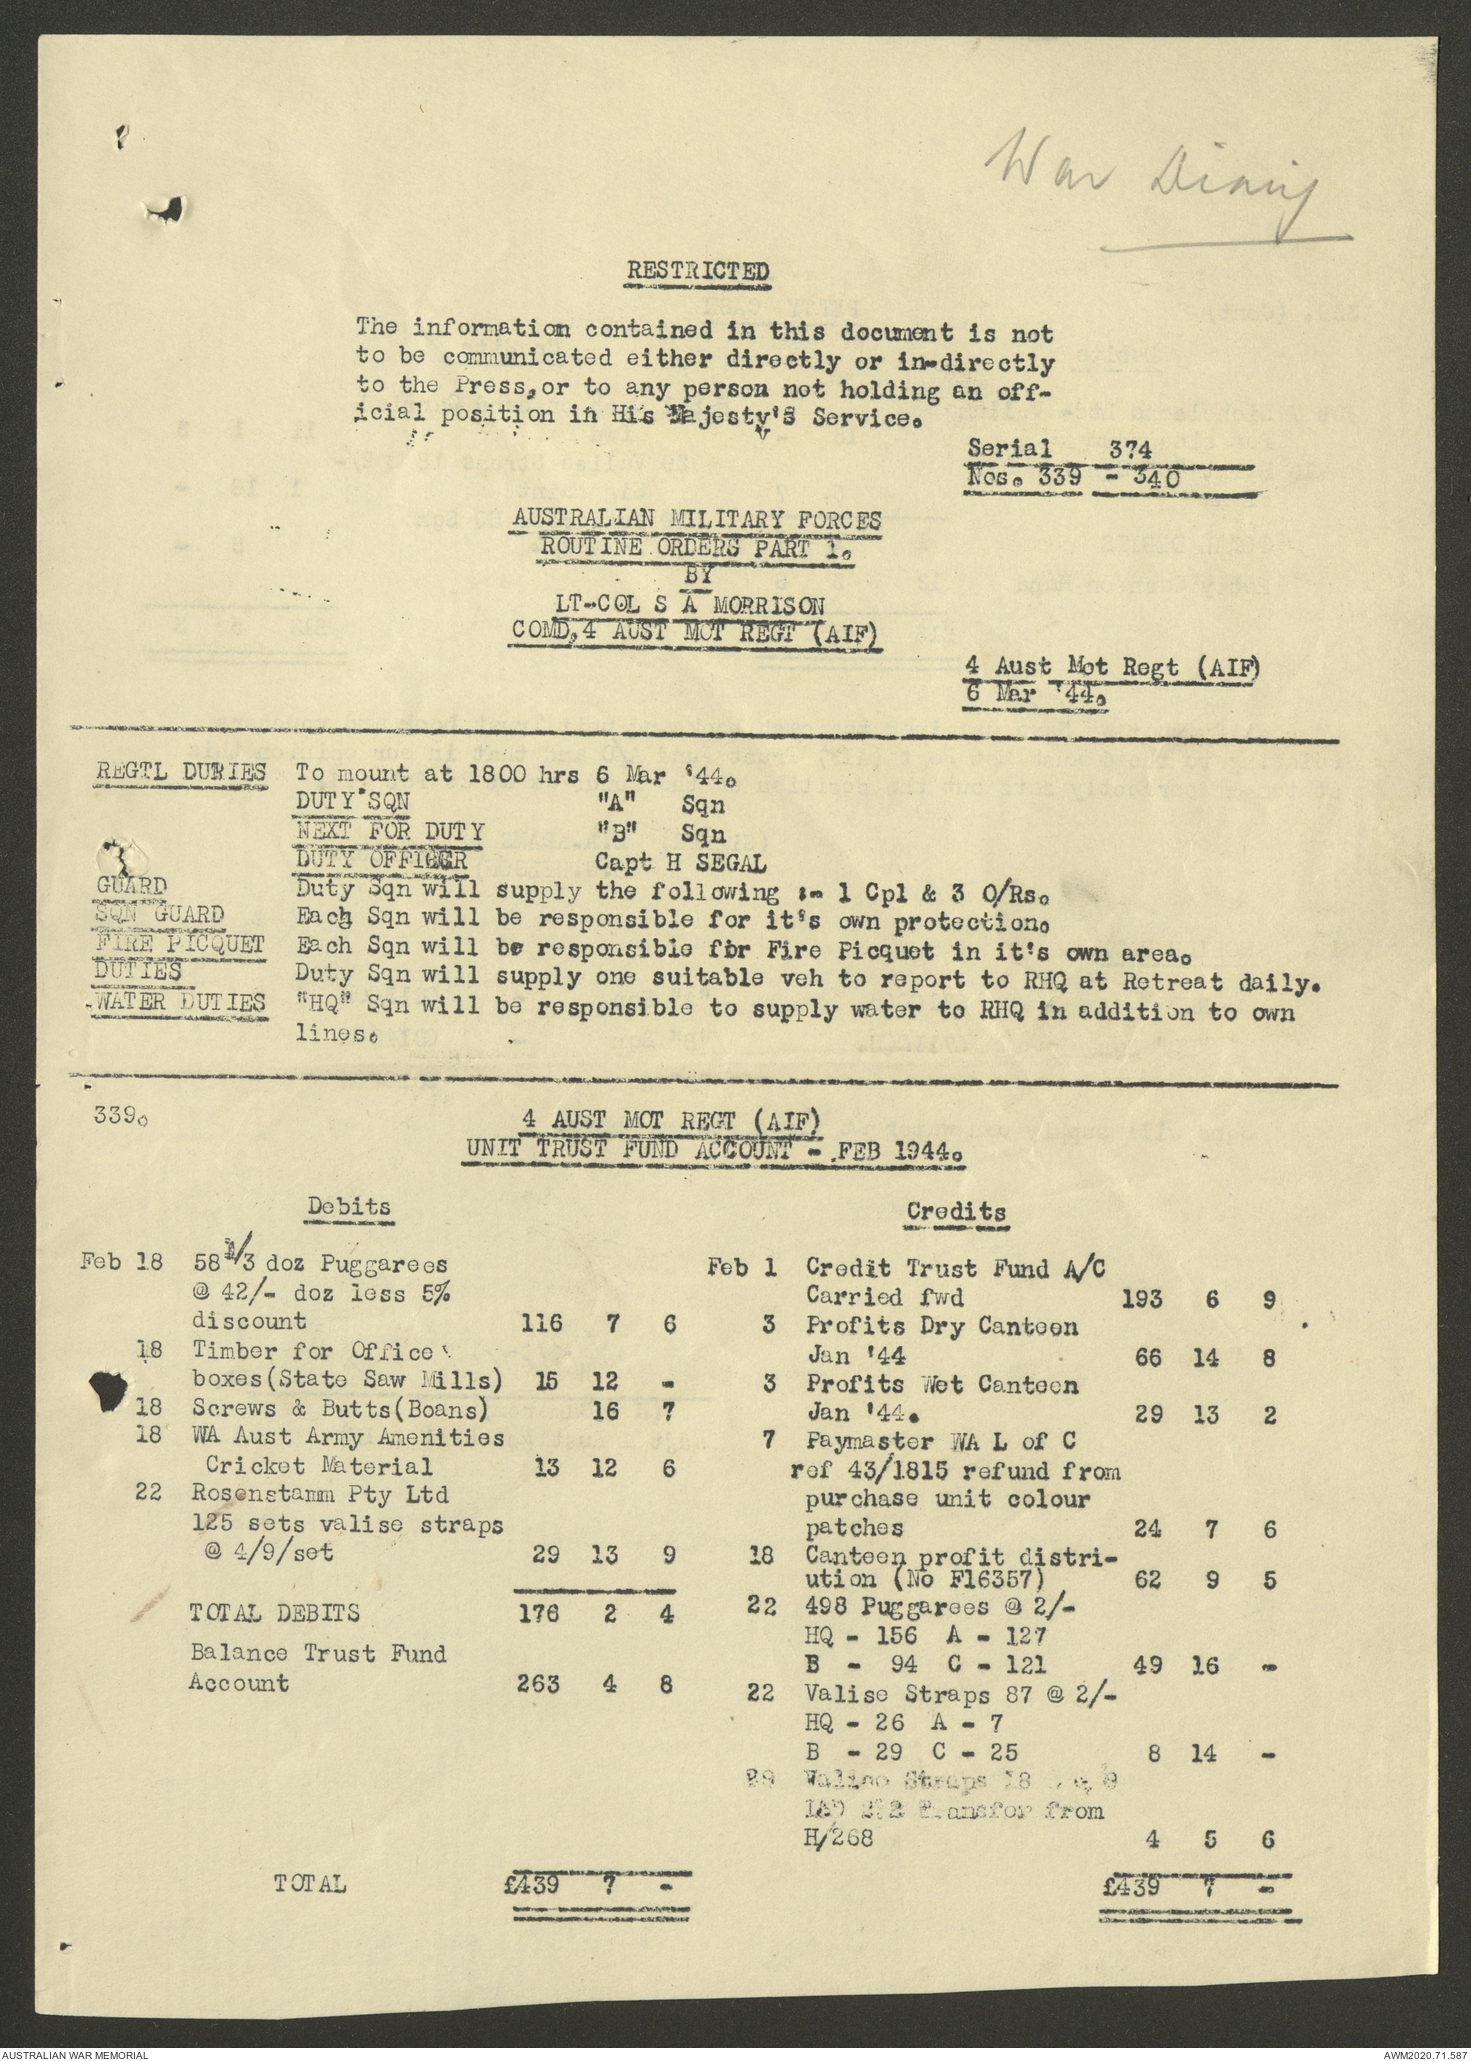 War Diary
RESTRICTED
The information contained in this document is not
to be communicated either directly or in-directly
to the Press, or to any person not holding an off-
icial position in His Majesty's Service.
Serial 374
Nos. 339 - 340
AUSTRALIAN MILITARY FORCES
ROUTINE ORDERS PART 1.
BY
LT-COL S A MORRISON
COMD, 4 AUST MOT REGT (AIF)
4 Aust Mot Regt (AIF)
6 Mar '44.
REGTL DUTIES To mount at 1800 hrs 6 Mar '44.
DUTY SQN "A" Sqn
NEXT FOR DUTY "B" Sqn
DUTY OFFICER Capt H SEGAL
GUARD Duty Sqn will supply the following :- 1 Cpl & 3 O/Rs.
SQN GUARD Each Sqn will be responsible for it's own protection.
FIRE PICQUET Each Sqn will be responsible for Fire Picquet in it's own area.
DUTIES Duty Sqn will supply one suitable veh to report to RHQ at Retreat daily.
WATER DUTIES "HQ" Sqn will be responsible to supply water to RHQ in addition to own
lines.
339. 4 AUST MOT REGT (AIF)
UNIT TRUST FUND ACCOUNT - FEB 1944.
Debits
Feb 18 58 1/3 doz Puggarees
@ 42/- doz less 5%
discount 116 7 6
18 Timber for Office
boxes(State Saw Mills) 15 12 -
18 Screws & Butts(Boans) 16 7
18 WA Aust Army Amenities
Cricket Material 13 12 6
22 Rosenstamm Pty Ltd
125 sets valise straps
@ 4/9/set 29 13 9
TOTAL DEBITS 176 2 4
Balance Trust Fund
Account 263 4 8
TOTAL £439 7 -
Credits
Feb 1 Credit Trust Fund A/C
Carried fwd 193 6 9
3 Profits Dry Canteen
Jan '44 66 14 8
3 Profits Wet Canteen
Jan '44. 29 13 2
7 Paymaster WA L of C
ref 43/1815 refund from
purchase unit colour
patches 24 7 6
18 Canteen profit distri-
ution (No F16357) 62 9 5
22 498 Puggarees @ 2/-
HQ - 156 A - 127
B - 94 C - 121 49 16 -
22 Valise Straps 87 @ 2/-
HQ - 26 A - 7
B - 29 C - 25 8 14 -
29 Valise Straps 18
Transfer from
H/268 4 5 6
£439 7 -
AUSTRALIAN WAR MEMORIAL
AWM2020.71.587